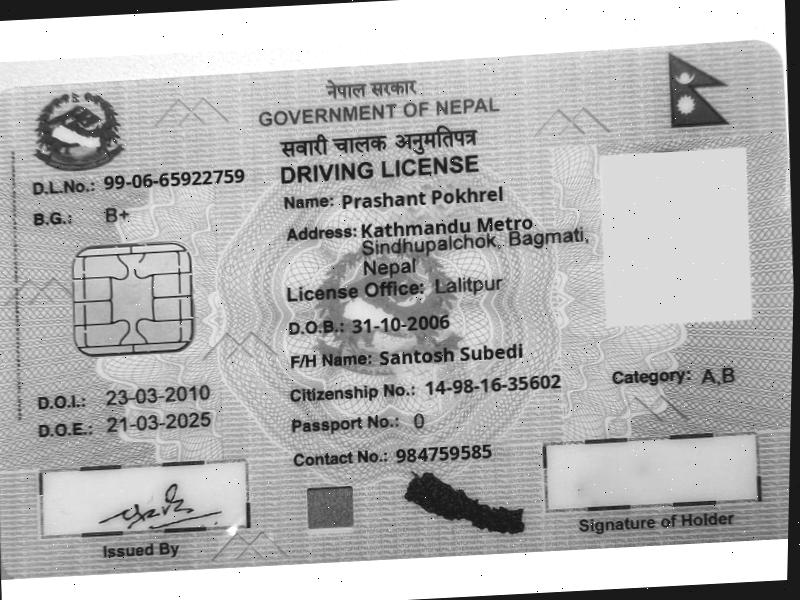 नेपाल सरकार
GOVERNMENT OF NEPAL
सवारी चालक अनुमतिपत्र
DRIVING LICENSE
D.L.No.: 99-06-65922759
B.G.: B+
Name: Prashant Pokhrel
Address: Kathmandu Metro
Sindhupalchok, Bagmati,
Nepal
License Office: Lalitpur
D.O.B.: 31-10-2006
F/H Name: Santosh Subedi
Citizenship No.: 14-98-16-35602
Category: A,B
D.O.I.: 23-03-2010
D.O.E.: 21-03-2025
Passport No.: 0
Contact No.: 984759585
Issued By
Signature of Holder